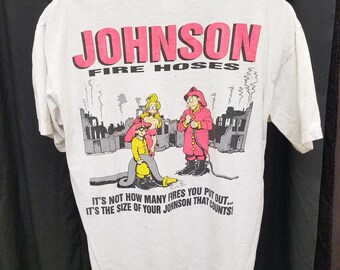 JOHNSON
FIRE HOSES
IT'S NOT HOW MANY FIRES YOU PUT OUT...
IT'S THE SIZE OF YOUR JOHNSON THAT COUNTS!